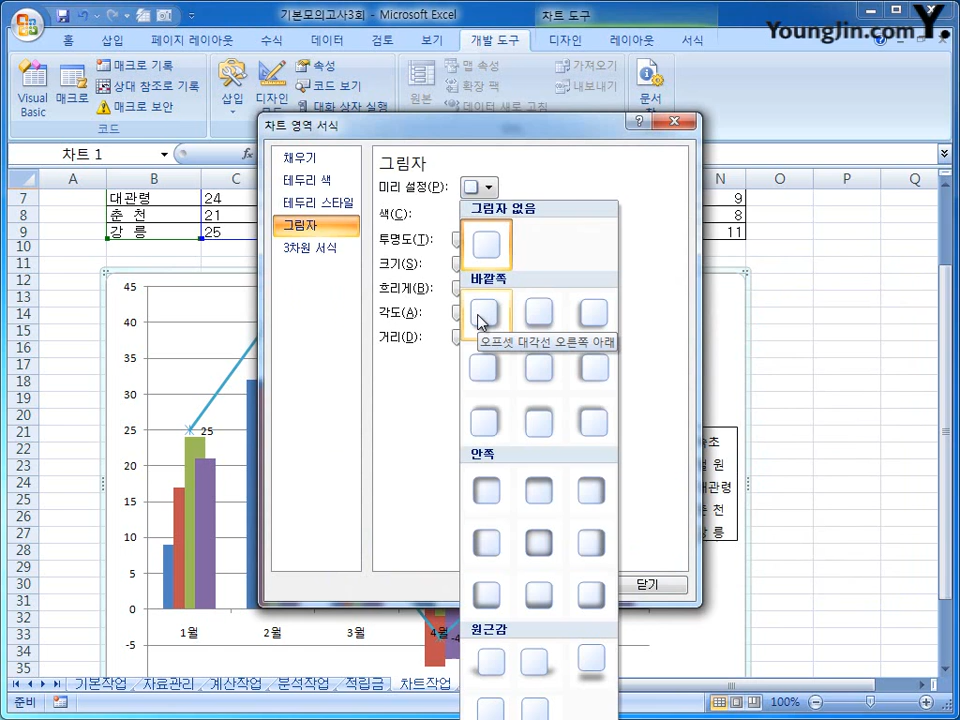 기본모의고사3회 - Microsoft Excel
차트 도구
YoungJin.com Y.
홈 삽입 페이지 레이아웃 수식 데이터 검토 보기 개발 도구 디자인 레이아웃 서식
Visual Basic
매크로
매크로 기록
상대 참조로 기록
매크로 보안
코드
삽입
디자인
속성
코드 보기
대화 상자 실행
원본
맵 속성
확장 팩
데이터 새로 고침
가져오기
내보내기
문서
차트 1
fx
차트 영역 서식
채우기
테두리 색
테두리 스타일
그림자
3차원 서식
그림자
미리 설정(P):
색(C):
투명도(T):
크기(S):
흐리게(B):
각도(A):
거리(D):
그림자 없음
바깥쪽
오프셋 대각선 오른쪽 아래
안쪽
원근감
닫기
A B C N O P Q
7 대관령 24 9
8 춘 천 21 8
9 강 릉 25 11
10
11
12
13
14
15
16
17
18
19
20
21
22
23
24
25
26
27
28
29
30
31
32
33
34
35
45
40
35
30
25
20
15
10
5
0
-5
25
1월 2월 3월 4월
-4
대관령
춘 천
강 릉
기본작업 자료관리 계산작업 분석작업 적립금 차트작업
준비
100%